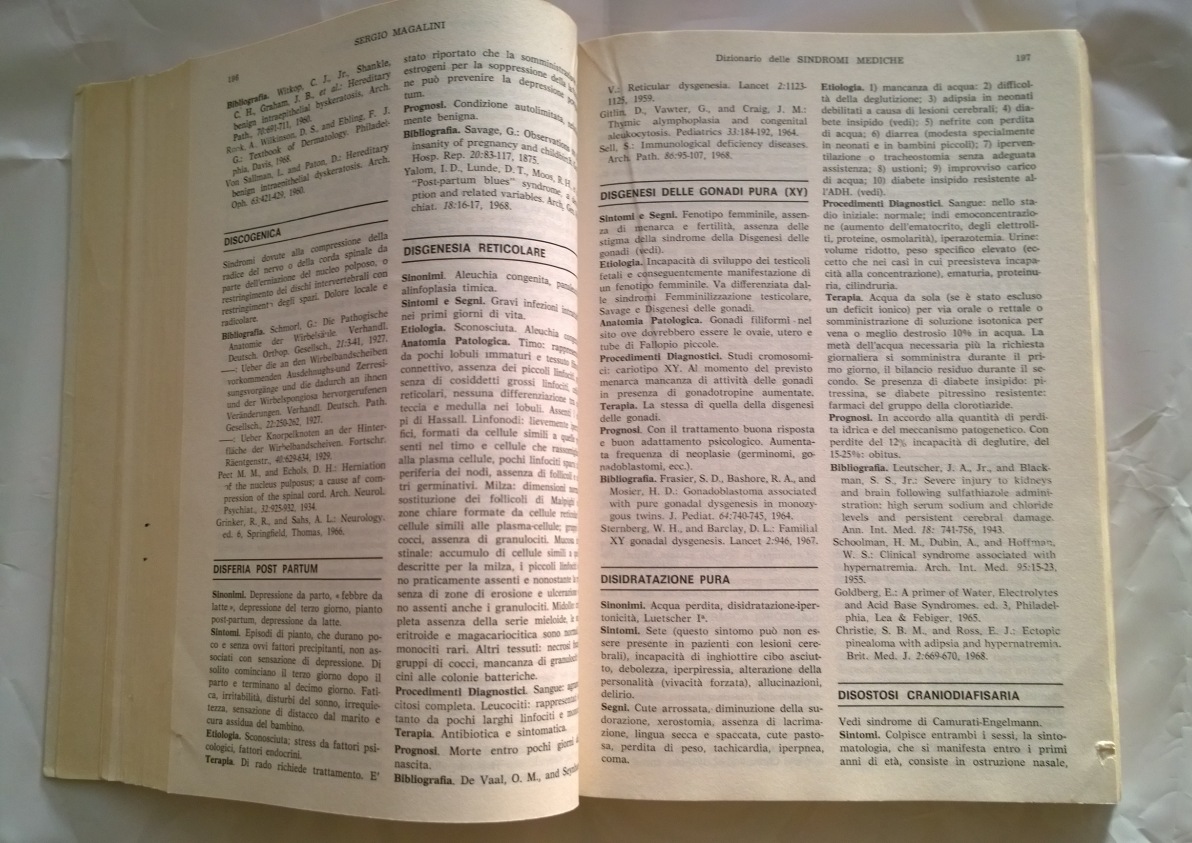 196
SERGIO MAGALINI
Bibliografia. Witkop, C. J., Jr., Shankle,
C. H., Graham, J. B., et al.: Hereditary
benign intraepithelial dyskeratosis, Arch.
Path., 70:691-711, 1960.
Rook, A. Wilkinson, D. S., and Ebling, F. J.
G.: Textbook of Dermatology. Philadel-
phia, Davis, 1968.
Von Sallman, L., and Paton, D.: Hereditary
benign intraepithelial dyskeratosis. Arch.
Oph. 63:421-429, 1960.
DISCOGENICA
Sindromi dovute alla compressione della
radice del nervo o della corda spinale da
parte dell'erniazione del nucleo polposo, o
restringimento dei dischi intervertebrali con
restringimento degli spazi. Dolore locale e
radicolare.
Bibliografia. Schmorl, G.: Die Pathogische
Anatomie der Wirbelsäule. Verhandl.
Deutsch. Orthop. Gesellsch., 21:3-41, 1927.
——: Ueber die an den Wirbelbandscheiben
vorkommenden Ausdehnughs-und Zerresi-
sungsvorgänge und die dadurch an ihnen
und der Wirbelspongiosa hervorgerufenen
Veränderungen. Verhandl. Deutsch. Path.
Gesellsch., 22:250-262, 1927.
——: Ueber Knorpelknoten an der Hinter-
fläche der Wirbelbandscheiben. Fortschr.
Räentgenstr., 40:629-634, 1929.
Peet M. M., and Echols, D. H.: Herniation
of the nucleus pulposus; a cause af com-
pression of the spinal cord. Arch. Neurol.
Psychiat., 32:925-932, 1934.
Grinker, R. R., and Sahs, A. L.: Neurology.
ed. 6, Springfield, Thomas, 1966.
DISFERIA POST PARTUM
Sinonimi. Depressione da parto, «febbre da
latte», depressione del terzo giorno, pianto
post-partum, depressione da latte.
Sintomi. Episodi di pianto, che durano po-
co e senza ovvi fattori precipitanti, non as-
sociati con sensazione di depressione. Di
solito cominciano il terzo giorno dopo il
parto e terminano al decimo giorno. Fati-
ca, irritabilità, disturbi del sonno, irrequie-
tezza, sensazione di distacco dal marito e
cura assidua del bambino.
Etiologia. Sconosciuta; stress da fattori psi-
cologici, fattori endocrini.
Terapia. Di rado richiede trattamento. E'
stato riportato che la somministrazione
estrogeni per la soppressione della
ne può prevenire la depressione
tum.
Prognosi. Condizione autolimitata,
mente benigna.
Bibliografia. Savage, G.: Observations
insanity of pregnancy and childbirth.
Hosp. Rep. 20:83-117, 1875.
Yalom, I. D., Lunde, D. T., Moos, R. H.
"Post-partum blues" syndrome, a
ption and related variables. Arch. Gen.
chiat. 18:16-17, 1968.
DISGENESIA RETICOLARE
Sinonimi. Aleuchia congenita,
alinfoplasia timica.
Sintomi e Segni. Gravi infezioni
nei primi giorni di vita.
Etiologia. Sconosciuta. Aleuchia
Anatomia Patologica. Timo:
da pochi lobuli immaturi e tessuto
connettivo, assenza dei piccoli linfociti,
senza di cosiddetti grossi linfociti,
reticolari, nessuna differenziazione
teccia e medulla nei lobuli. Assenti
pi di Hassall. Linfonodi: lievemente
fici, formati da cellule simili a quelle
senti nel timo e cellule che
alla plasma cellule, pochi linfociti
periferia dei nodi, assenza di follicoli e
tri germinativi. Milza: dimensioni
sostituzione dei follicoli di Malpighi
zone chiare formate da cellule
cellule simili alle plasma-cellule;
cocci, assenza di granulociti. Mucosa
stinale: accumulo di cellule simili a
descritte per la milza, i piccoli linfociti
no praticamente assenti e nonostante
senza di zone di erosione e ulcerazione
no assenti anche i granulociti. Midollo
pleta assenza della serie mieloide,
eritroide e magacariocitica sono
monociti rari. Altri tessuti: necrosi
gruppi di cocci, mancanza di granulociti
cini alle colonie batteriche.
Procedimenti Diagnostici. Sangue:
citosi completa. Leucociti:
tanto da pochi larghi linfociti e
Terapia. Antibiotica e sintomatica.
Prognosi. Morte entro pochi giorni
nascita.
Bibliografia. De Vaal, O. M., and
Dizionario delle SINDROMI MEDICHE
197
V.: Reticular dysgenesia. Lancet 2:1123-
1125, 1959.
Gitlin, D., Vawter, G., and Craig, J. M.:
Thymic alymphoplasia and congenital
aleukocytosis. Pediatrics 33:184-192, 1964.
Sell, S.: Immunological deficiency diseases.
Arch. Path. 86:95-107, 1968.
DISGENESI DELLE GONADI PURA (XY)
Sintomi e Segni. Fenotipo femminile, assen-
za di menarca e fertilità, assenza delle
stigma della sindrome della Disgenesi delle
gonadi (vedi).
Etiologia. Incapacità di sviluppo dei testicoli
fetali e conseguentemente manifestazione di
un fenotipo femminile. Va differenziata dal-
le sindromi Femminilizzazione testicolare,
Savage e Disgenesi delle gonadi.
Anatomia Patologica. Gonadi filiformi nel
sito ove dovrebbero essere le ovaie, utero e
tube di Fallopio piccole.
Procedimenti Diagnostici. Studi cromosomi-
ci: cariotipo XY. Al momento del previsto
menarca mancanza di attività delle gonadi
in presenza di gonadotropine aumentate,
Terapia. La stessa di quella della disgenesi
delle gonadi.
Prognosi. Con il trattamento buona risposta
e buon adattamento psicologico. Aumenta-
ta frequenza di neoplasie (germinomi, go-
nadoblastomi, ecc.).
Bibliografia. Frasier, S. D., Bashore, R. A., and
Mosier, H. D.: Gonadoblastoma associated
with pure gonadal dysgenesis in monozy-
gous twins. J. Pediat. 64:740-745, 1964.
Sternberg, W. H., and Barclay, D. L.: Familial
XY gonadal dysgenesis. Lancet 2:946, 1967.
DISIDRATAZIONE PURA
Sinonimi. Acqua perdita, disidratazione-iper-
tonicità, Luetscher Iª.
Sintomi. Sete (questo sintomo può non es-
sere presente in pazienti con lesioni cere-
brali), incapacità di inghiottire cibo asciut-
to, debolezza, iperpiressia, alterazione della
personalità (vivacità forzata), allucinazioni,
delirio.
Segni. Cute arrossata, diminuzione della su-
dorazione, xerostomia, assenza di lacrima-
zione, lingua secca e spaccata, cute pasto-
sa, perdita di peso, tachicardia, iperpnea,
coma.
Etiologia. 1) mancanza di acqua: 2) difficol-
tà della deglutizione; 3) adipsia in neonati
debilitati a causa di lesioni cerebrali; 4) dia-
bete insipido (vedi); 5) nefrite con perdita
di acqua; 6) diarrea (modesta specialmente
in neonati e in bambini piccoli); 7) iperven-
tilazione o tracheostomia senza adeguata
assistenza; 8) ustioni; 9) improvviso carico
di acqua; 10) diabete insipido resistente al-
l'ADH. (vedi).
Procedimenti Diagnostici. Sangue: nello sta-
dio iniziale: normale; indi emoconcentrazio-
ne (aumento dell'ematocrito, degli elettroli-
ti, proteine, osmolarità), iperazotemia. Urine:
volume ridotto, peso specifico elevato (ec-
cetto che nei casi in cui preesisteva incapa-
cità alla concentrazione), ematuria, proteinu-
ria, cilindruria.
Terapia. Acqua da sola (se è stato escluso
un deficit ionico) per via orale o rettale o
somministrazione di soluzione isotonica per
vena o meglio destrosio 10% in acqua. La
metà dell'acqua necessaria più la richiesta
giornaliera si somministra durante il pri-
mo giorno, il bilancio residuo durante il se-
condo. Se presenza di diabete insipido: pi-
tressina, se diabete pitressino resistente:
farmaci del gruppo della clorotiazide.
Prognosi. In accordo alla quantità di perdi-
ta idrica e del meccanismo patogenetico. Con
perdite del 12% incapacità di deglutire, del
15-25%: obitus.
Bibliografia. Leutscher, J. A., Jr., and Black-
man, S. S., Jr.: Severe injury to kidneys
and brain following sulfathiazole admini-
stration: high serum sodium and chloride
levels and persistent cerebral damage.
Ann. Int. Med. 18: 741-756, 1943.
Schoolman, H. M., Dubin, A., and Hoffman,
W. S.: Clinical syndrome associated with
hypernatremia. Arch. Int. Med. 95:15-23,
1955.
Goldberg, E.: A primer of Water, Electrolytes
and Acid Base Syndromes. ed. 3, Philadel-
phia, Lea & Febiger, 1965.
Christie, S. B. M., and Ross, E. J.: Ectopic
pinealoma with adipsia and hypernatremia.
Brit. Med. J. 2:669-670, 1968.
DISOSTOSI CRANIODIAFISARIA
Vedi sindrome di Camurati-Engelmann.
Sintomi. Colpisce entrambi i sessi, la sinto-
matologia, che si manifesta entro i primi
anni di età, consiste in ostruzione nasale,